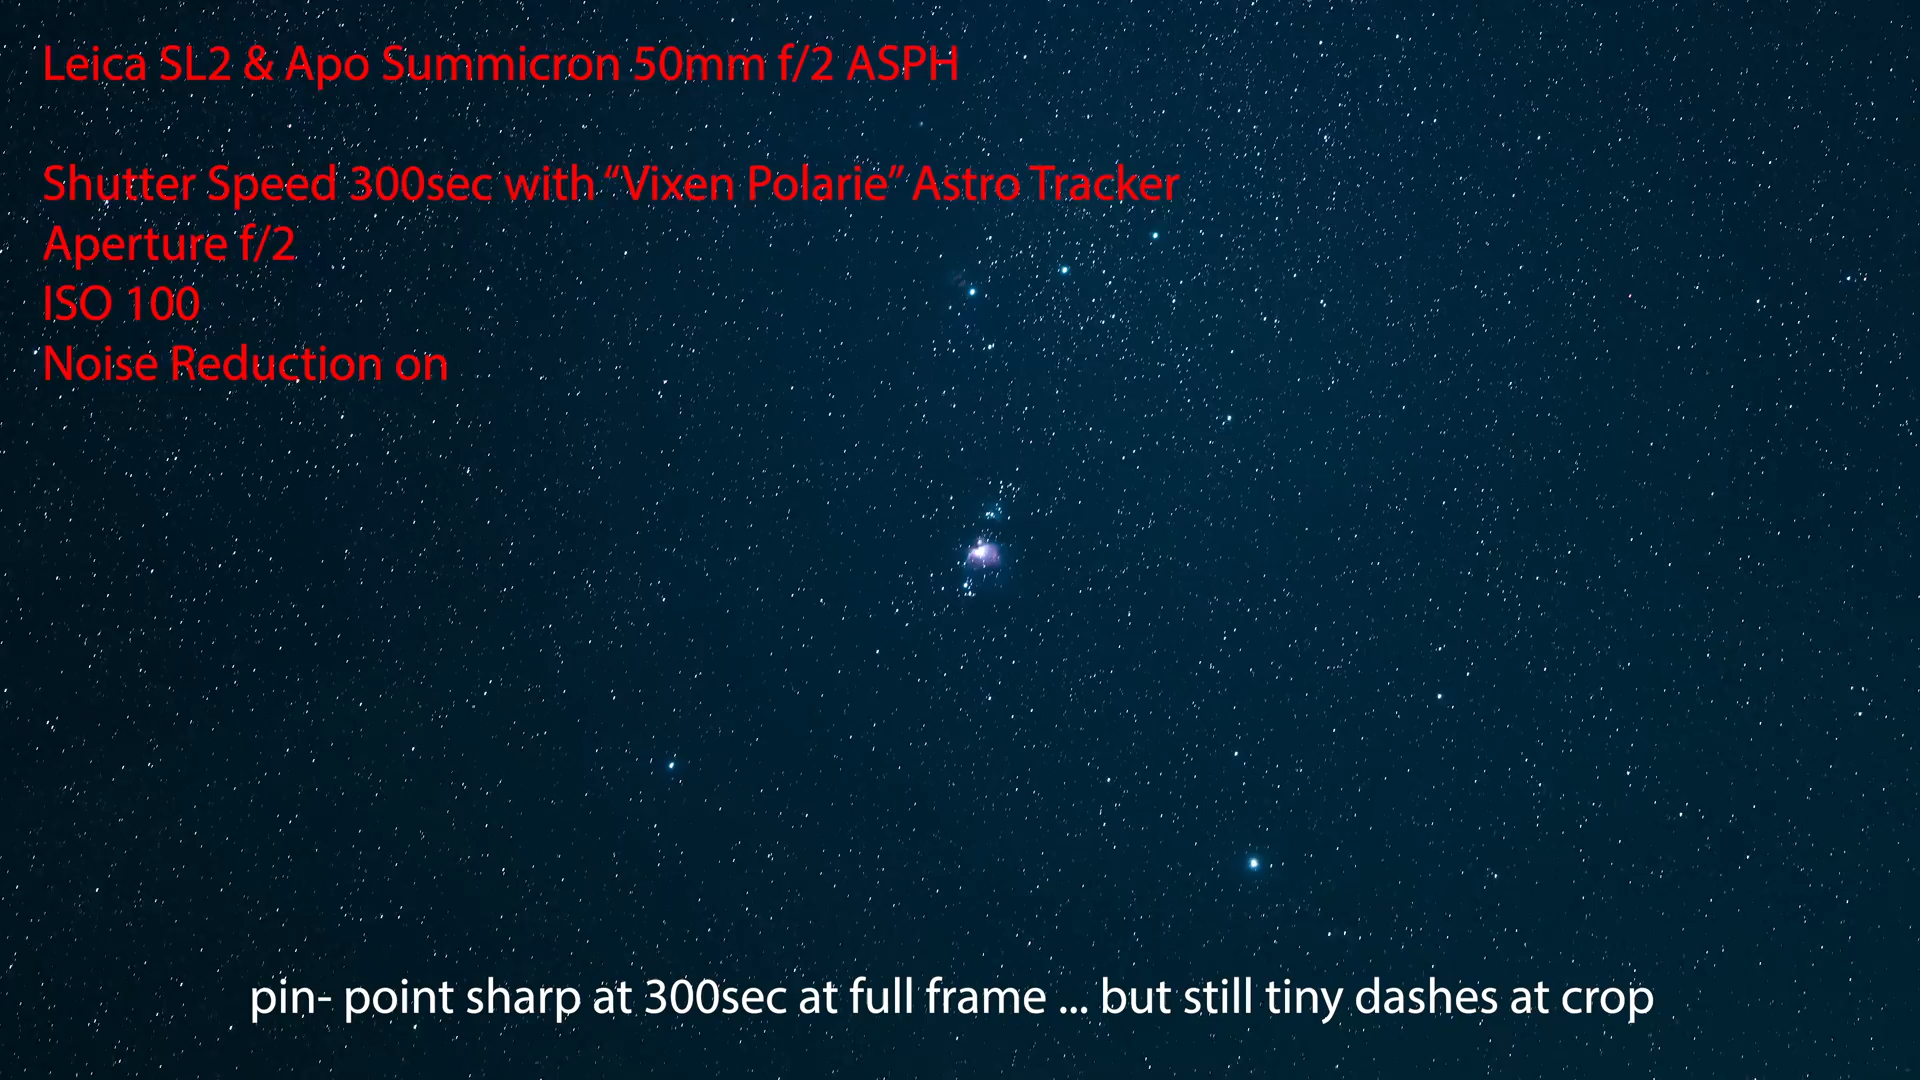 Leica SL2 & Apo Summicron 50mm f/2 ASPH
Shutter Speed 300sec with “Vixen Polarie” Astro Tracker
Aperture f/2
ISO 100
Noise Reduction on
pin- point sharp at 300sec at full frame ... but still tiny dashes at crop